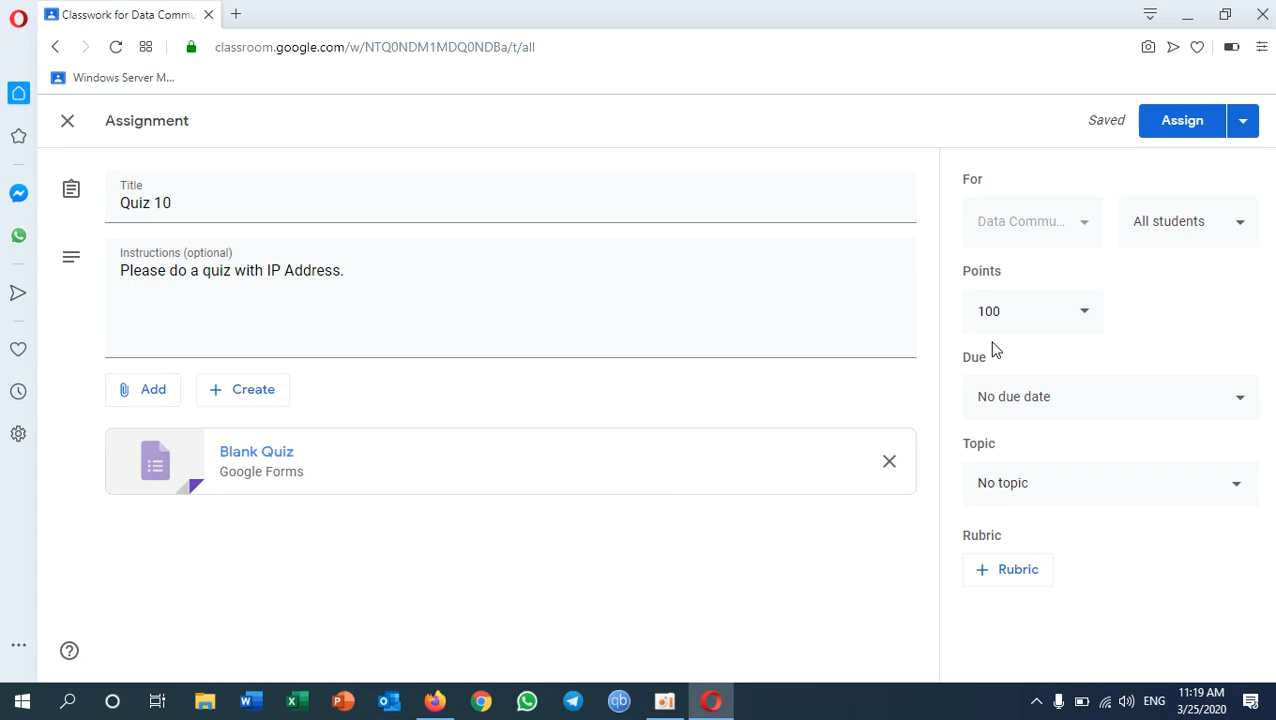 Classwork for Data Commu
classroom.google.com/w/NTQ0NDM1MDQ0NDBa/t/all
Windows Server M...
Assignment
Saved
Assign
Title
Quiz 10
Instructions (optional)
Please do a quiz with IP Address.
Add
Create
Blank Quiz
Google Forms
For
Data Commu...
All students
Points
100
Due
No due date
Topic
No topic
Rubric
Rubric
ENG
11:19 AM
3/25/2020